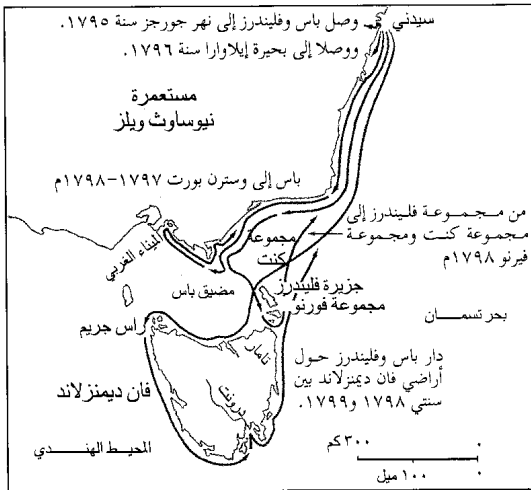 سيدني
وصل باس وفليندرز إلى نهر جورجز سنة ١٧٩٥.
ووصلا إلى بحيرة إيلاوارا سنة ١٧٩٦.
مستعمرة
نيوساوث ويلز
باس إلى وسترن بورت ١٧٩٧-١٧٩٨م
من مجموعة فليندرز إلى
مجموعة كنت ومجموعة
فيرنو ١٧٩٨م
الميناء الغربي
مجموعة
كنت
مضيق باس
جزيرة فليندرز
مجموعة فورنو
بحر تسمان
راس جريم
تامار
دار باس وفليندرز حول
أراضي فان ديمنزلاند بين
سنتي ١٧٩٨ و١٧٩٩.
فان ديمنزلاند
درونت
المحيط الهندي
٣٠٠ كم
١٠٠ ميل